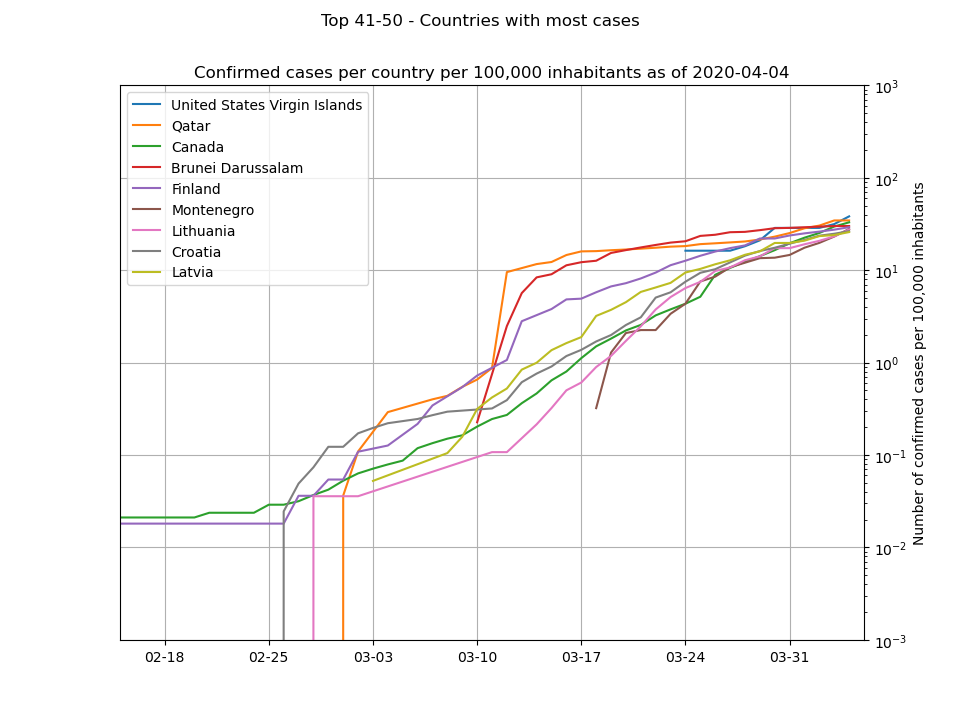 Top 41-50 - Countries with most cases
Confirmed cases per country per 100,000 inhabitants as of 2020-04-04
United States Virgin Islands
Qatar
Canada
Brunei Darussalam
Finland
Montenegro
Lithuania
Croatia
Latvia
10³
10²
10¹
10⁰
10⁻¹
10⁻²
10⁻³
Number of confirmed cases per 100,000 inhabitants
02-18 02-25 03-03 03-10 03-17 03-24 03-31